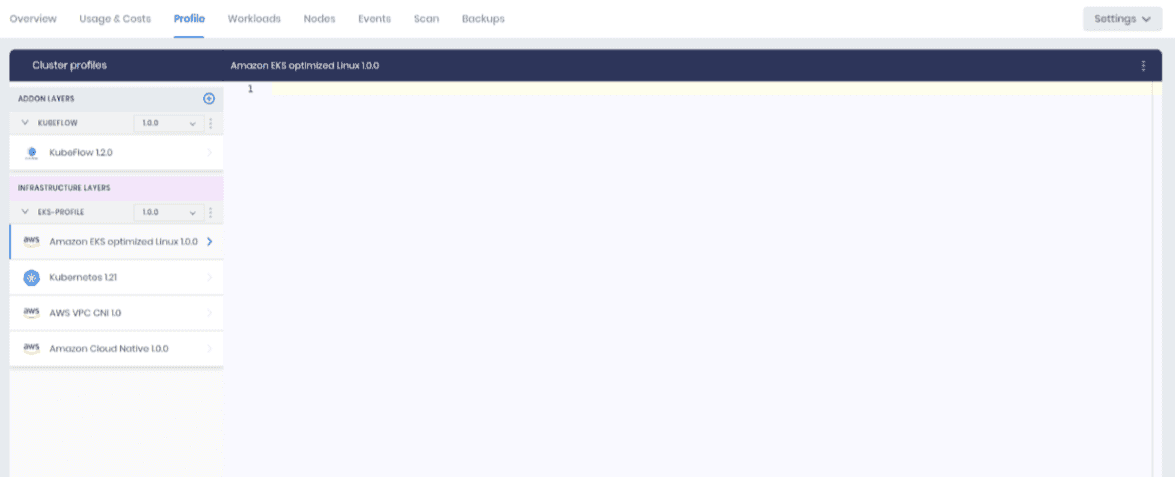 Overview Usage & Costs Profile Workloads Nodes Events Scan Backups Settings
Cluster profiles Amazon EKS optimized Linux 1.0.0
1
ADDON LAYERS
KUBEFLOW 1.0.0
KubeFlow 1.2.0
INFRASTRUCTURE LAYERS
EKS-PROFILE 1.0.0
aws Amazon EKS optimized Linux 1.0.0
Kubernetes 1.21
aws AWS VPC CNI 1.0
aws Amazon Cloud Native 1.0.0